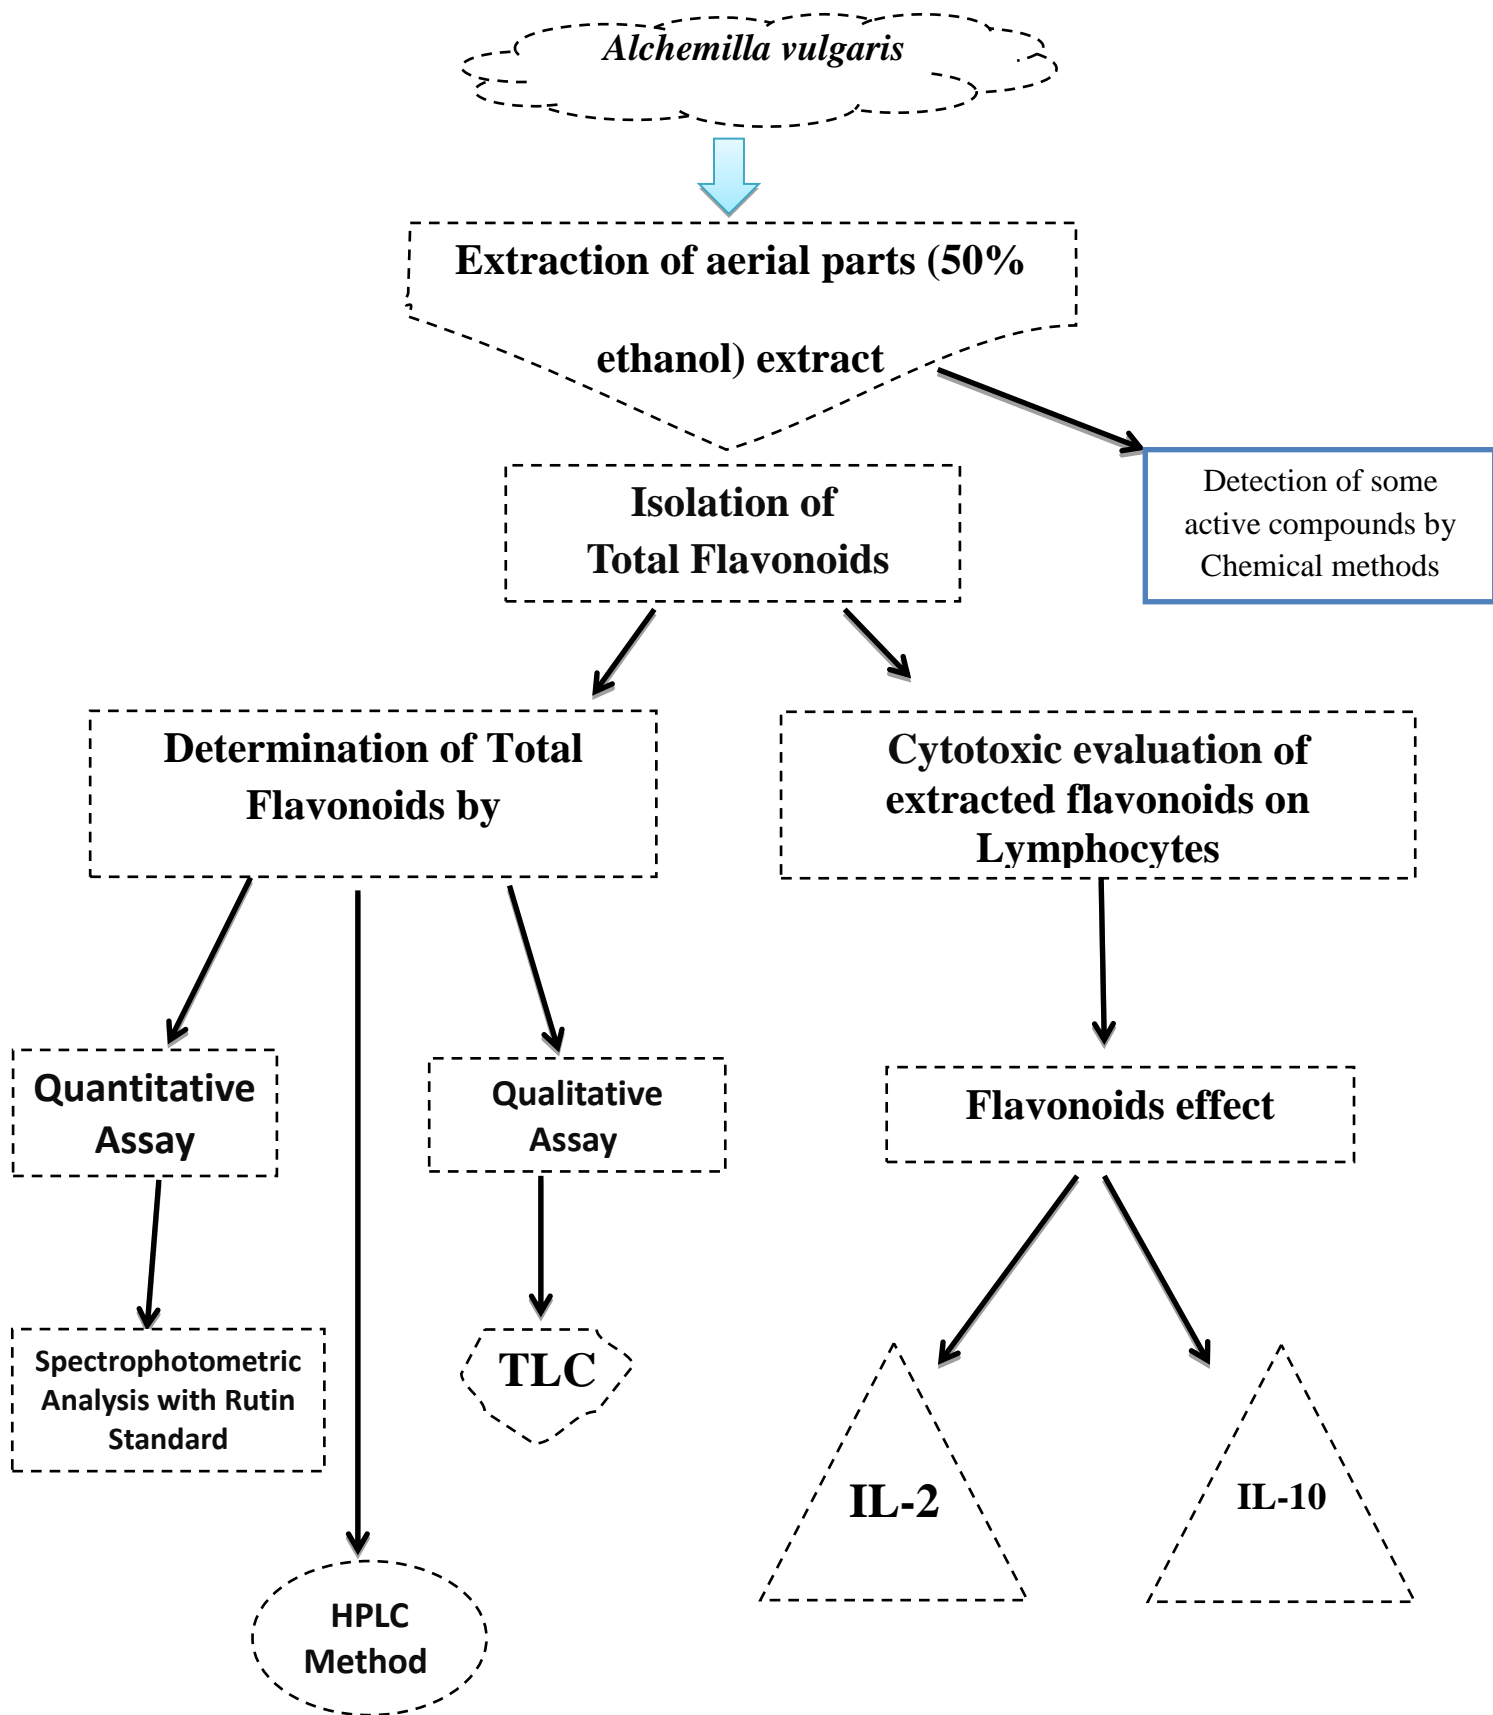 Alchemilla vulgaris
Extraction of aerial parts (50%
ethanol) extract
Detection of some
active compounds by
Chemical methods
Isolation of
Total Flavonoids
Determination of Total
Flavonoids by
Cytotoxic evaluation of
extracted flavonoids on
Lymphocytes
Quantitative
Assay
Qualitative
Assay
Flavonoids effect
Spectrophotometric
Analysis with Rutin
Standard
TLC
IL-2
IL-10
HPLC
Method